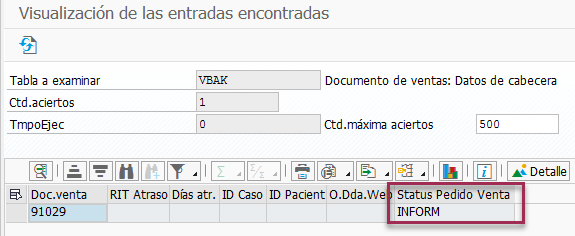 Visualización de las entradas encontradas
Tabla a examinar VBAK Documento de ventas: Datos de cabecera
Ctd.aciertos 1
TmpoEjec 0 Ctd.máxima aciertos 500
Detalle
Doc.venta RIT Atraso Días atr. ID Caso ID Pacient O.Dda.Web Status Pedido Venta
91029 INFORM